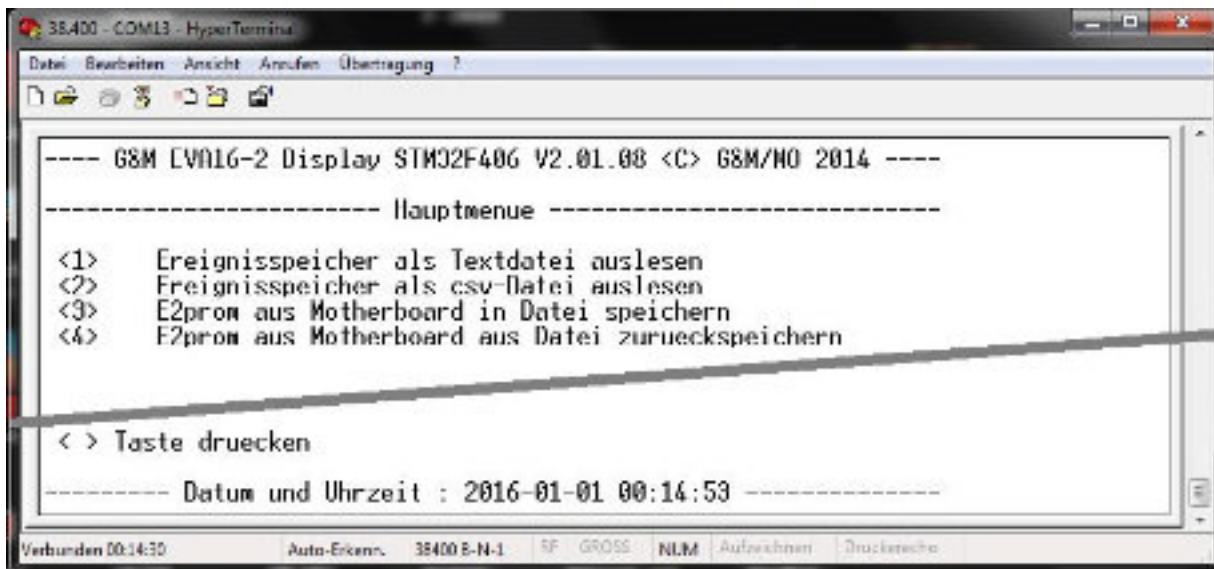 38.400 - COM13 - HyperTerminal
Datei Bearbeiten Ansicht Anrufen Übertragung ?
---- G&M EVA16-2 Display STM32F406 V2.01.08 <C> G&M/NO 2014 ----
------------------------ Hauptmenue ----------------------------
<1> Ereignisspeicher als Textdatei auslesen
<2> Ereignisspeicher als csv-Datei auslesen
<3> E2prom aus Motherboard in Datei speichern
<4> E2prom aus Motherboard aus Datei zurueckspeichern
< > Taste druecken
--------- Datum und Uhrzeit : 2016-01-01 00:14:53 --------------
Verbunden 00:14:30 Auto-Erkenn. 38400 8-N-1 RF GROSS NUM Aufzeichnen Druckerecho